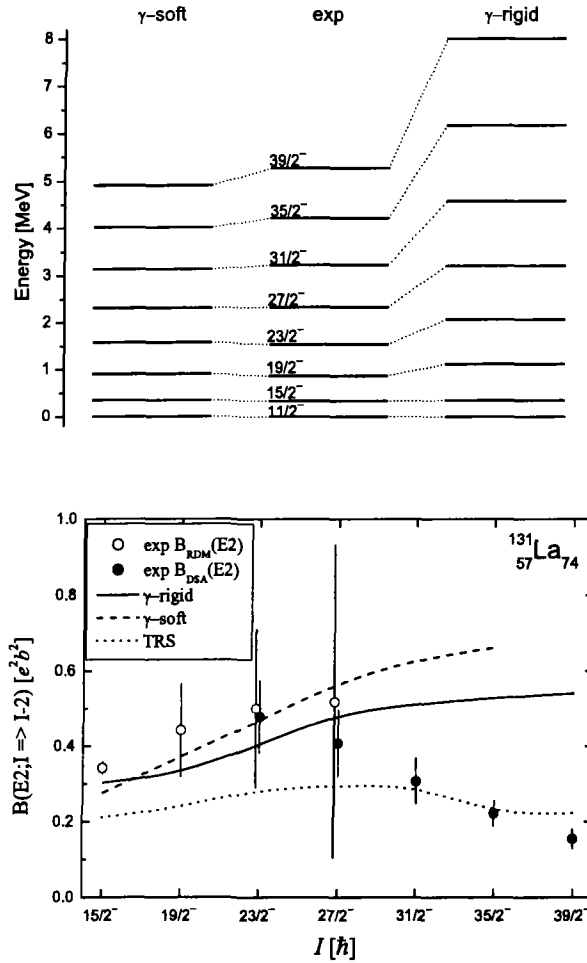 γ-soft exp γ-rigid
8
7
6
5
4
3
2
1
0
Energy [MeV]
39/2⁻
35/2⁻
31/2⁻
27/2⁻
23/2⁻
19/2⁻
15/2⁻
11/2⁻
1.0
0.8
0.6
0.4
0.2
0.0
B(E2;I => I-2) [e²b²]
exp B_RDM(E2)
exp B_DSA(E2)
γ-rigid
γ-soft
TRS
¹³¹₅₇La₇₄
15/2⁻ 19/2⁻ 23/2⁻ 27/2⁻ 31/2⁻ 35/2⁻ 39/2⁻
I [ħ]